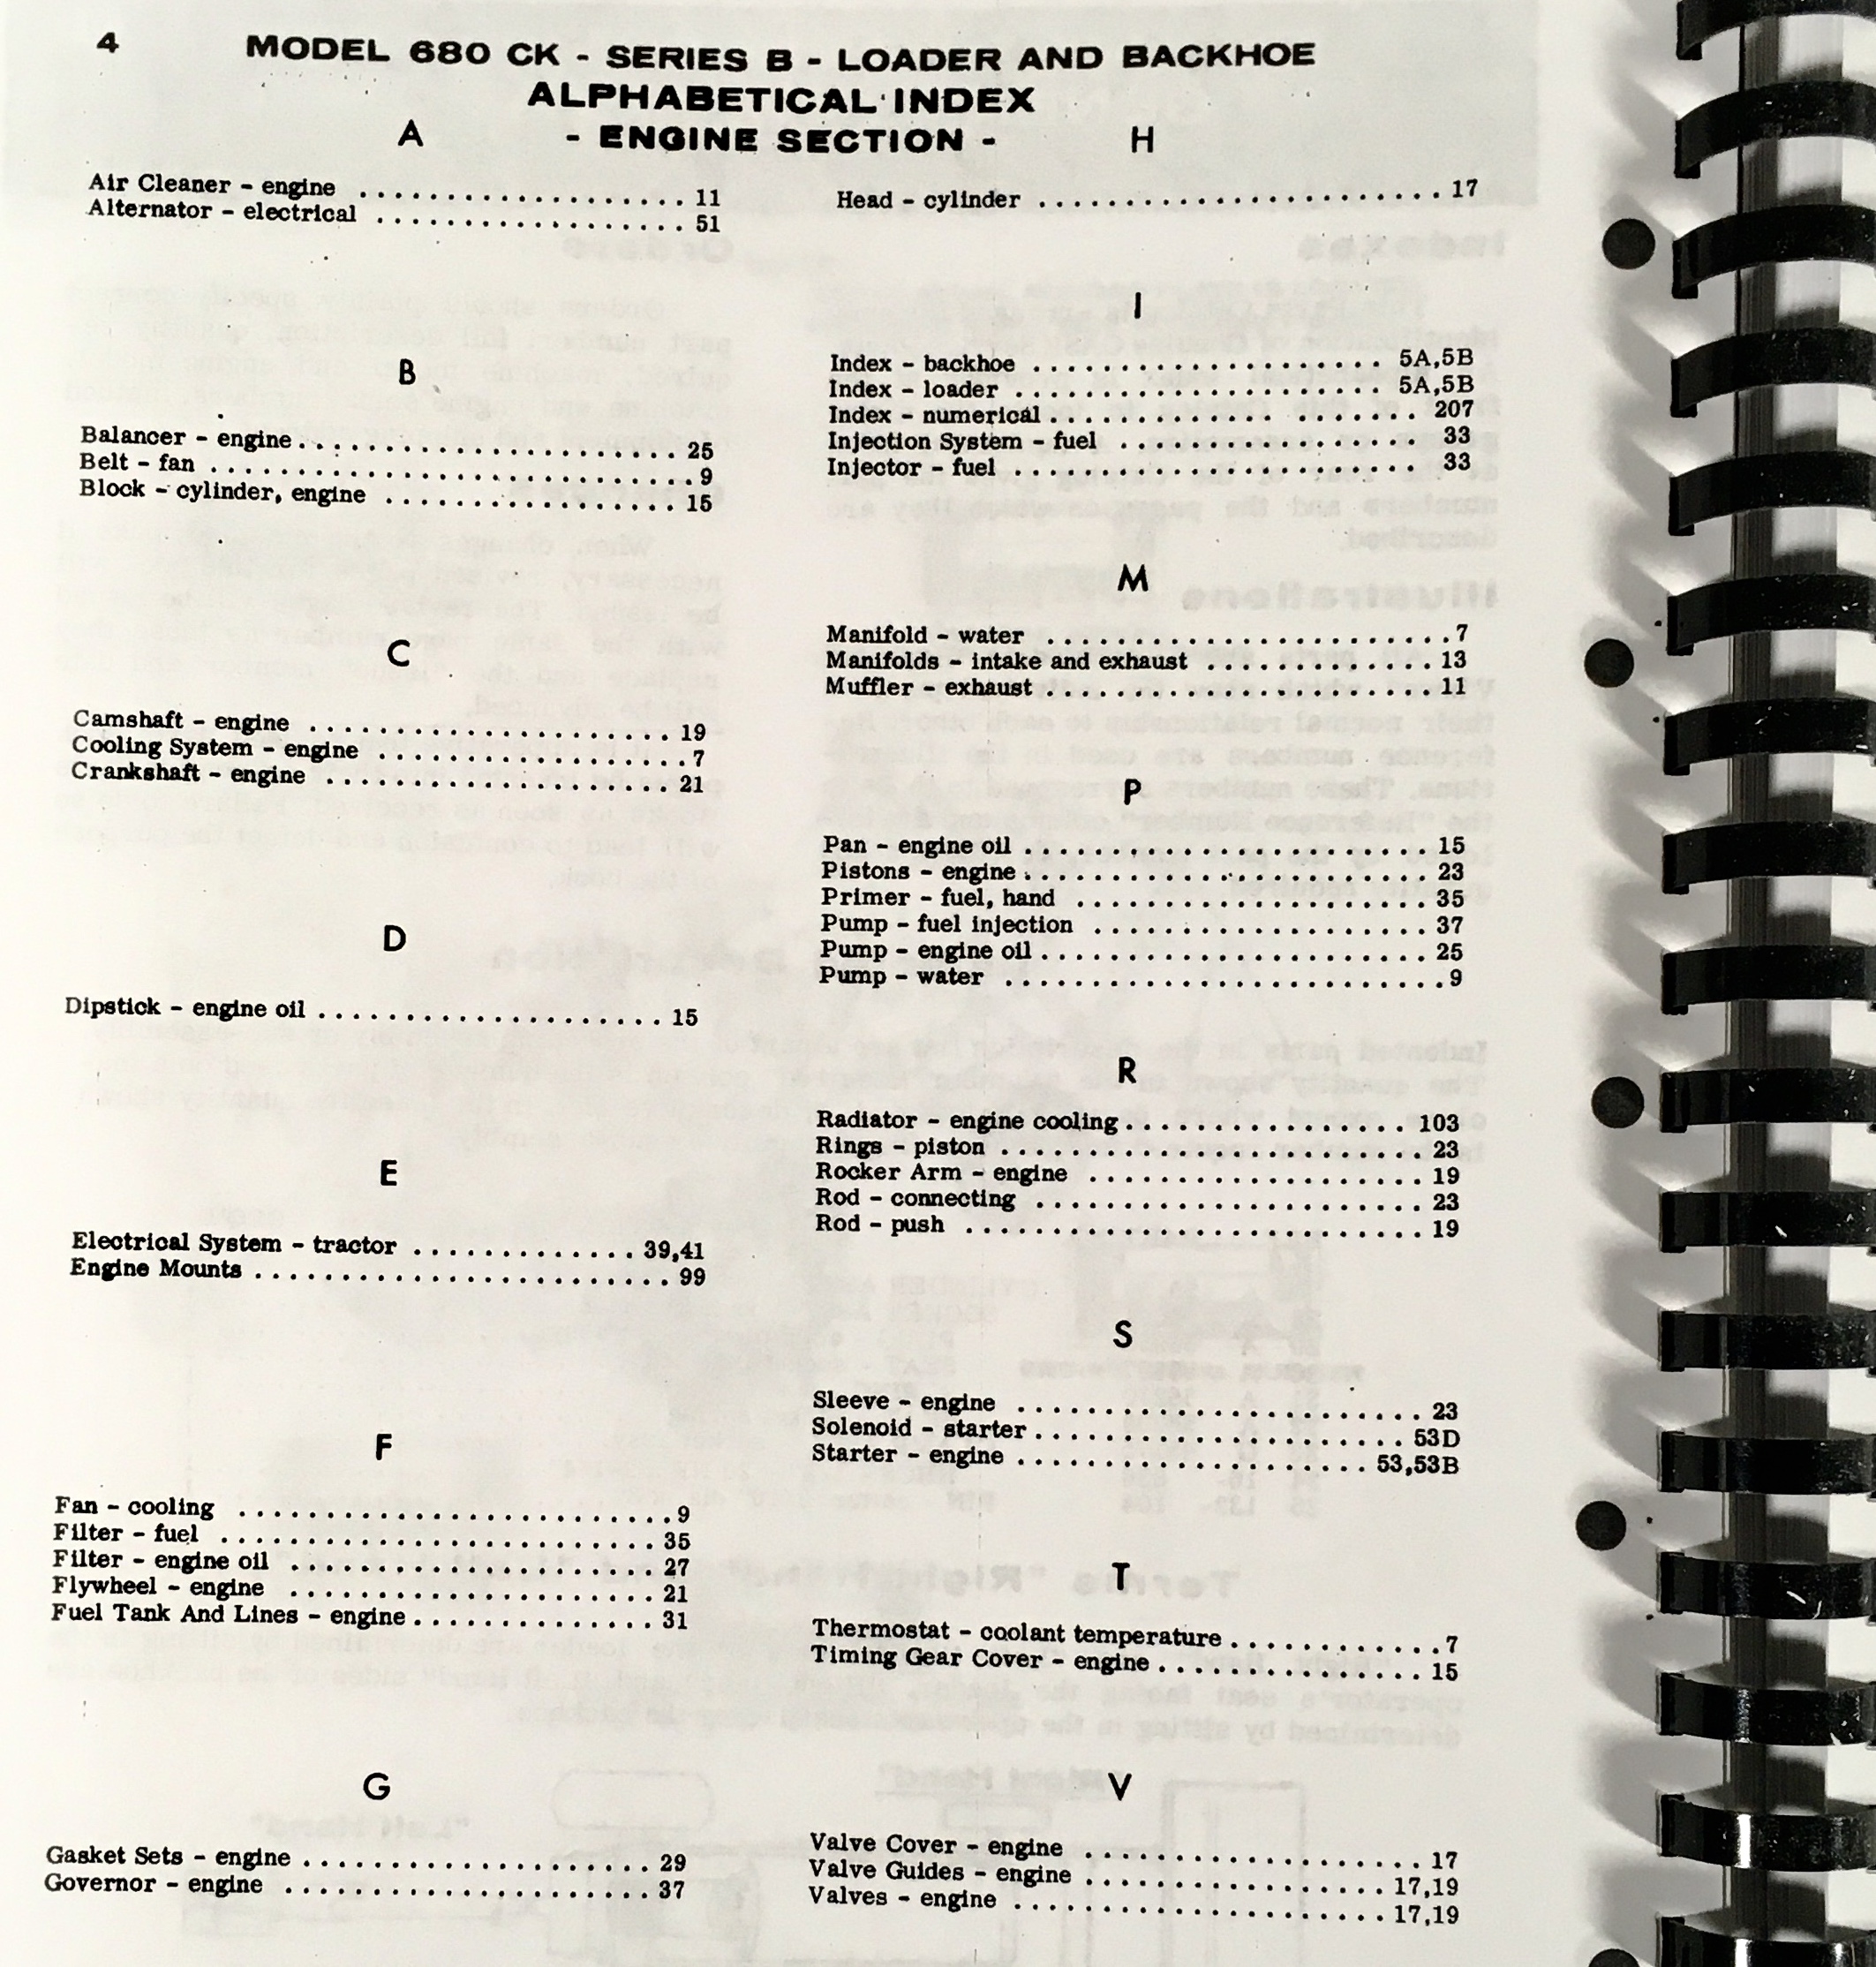 4
MODEL 680 CK - SERIES B - LOADER AND BACKHOE
ALPHABETICAL INDEX
- ENGINE SECTION -
A
Air Cleaner - engine .................... 11
Alternator - electrical .................. 51
B
Balancer - engine...................... 25
Belt - fan ............................9
Block - cylinder, engine ................. 15
C
Camshaft - engine ..................... 19
Cooling System - engine .................7
Crankshaft - engine .................... 21
D
Dipstick - engine oil .................... 15
E
Electrical System - tractor ............. 39,41
Engine Mounts ........................ 99
F
Fan - cooling .........................9
Filter - fuel ......................... 35
Filter - engine oil ..................... 27
Flywheel - engine ..................... 21
Fuel Tank And Lines - engine.............. 31
G
Gasket Sets - engine .................... 29
Governor - engine ..................... 37
H
Head - cylinder ........................ 17
I
Index - backhoe .................... 5A,5B
Index - loader ..................... 5A,5B
Index - numerical..................... 207
Injection System - fuel .................. 33
Injector - fuel ........................ 33
M
Manifold - water .......................7
Manifolds - intake and exhaust ............ 13
Muffler - exhaust ...................... 11
P
Pan - engine oil ....................... 15
Pistons - engine....................... 23
Primer - fuel, hand .................... 35
Pump - fuel injection ................... 37
Pump - engine oil...................... 25
Pump - water .........................9
R
Radiator - engine cooling................ 103
Rings - piston ........................ 23
Rocker Arm - engine ................... 19
Rod - connecting ...................... 23
Rod - push .......................... 19
S
Sleeve - engine ....................... 23
Solenoid - starter..................... 53D
Starter - engine .................... 53,53B
T
Thermostat - coolant temperature ...........7
Timing Gear Cover - engine............... 15
V
Valve Cover - engine .................... 17
Valve Guides - engine .................. 17,19
Valves - engine ...................... 17,19